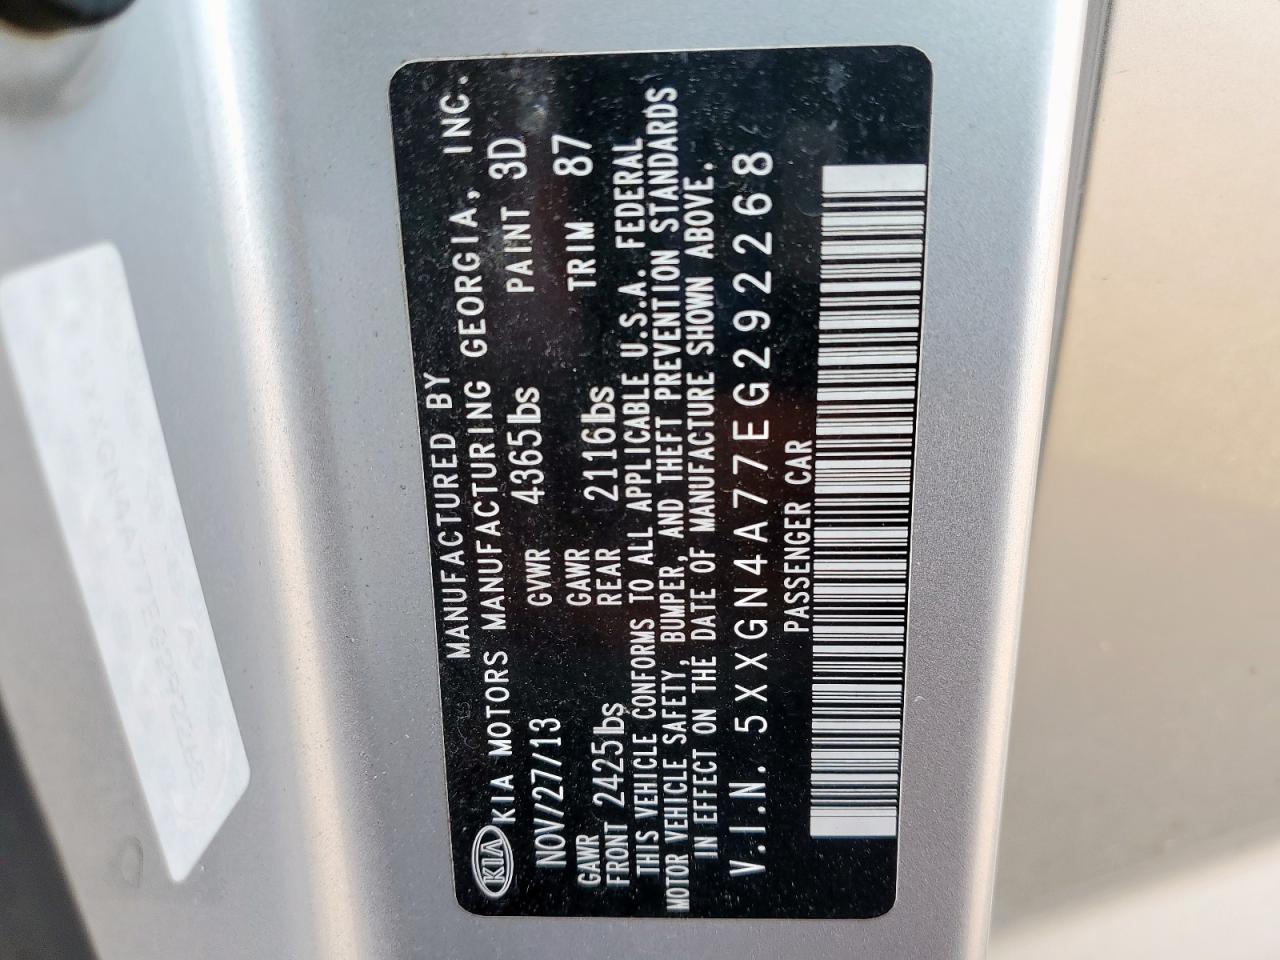 MANUFACTURED BY
KIA KIA MOTORS MANUFACTURING GEORGIA, INC.
NOV/27/13 GVWR 4365lbs PAINT 3D
GAWR FRONT 2425lbs GAWR REAR 2116lbs TRIM 87
THIS VEHICLE CONFORMS TO ALL APPLICABLE U.S.A. FEDERAL
MOTOR VEHICLE SAFETY, BUMPER, AND THEFT PREVENTION STANDARDS
IN EFFECT ON THE DATE OF MANUFACTURE SHOWN ABOVE.
V.I.N. 5XXGN4A77EG292268
PASSENGER CAR